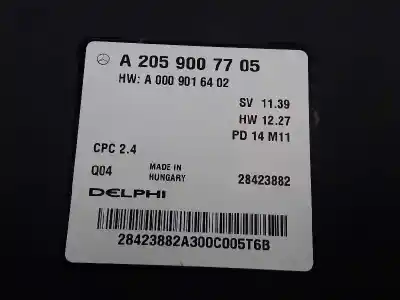 A 205 900 77 05
HW: A 000 901 64 02
SV 11.39
HW 12.27
PD 14 M11
CPC 2.4
Q04
MADE IN
HUNGARY
28423882
DELPHI
28423882A300C005T6B